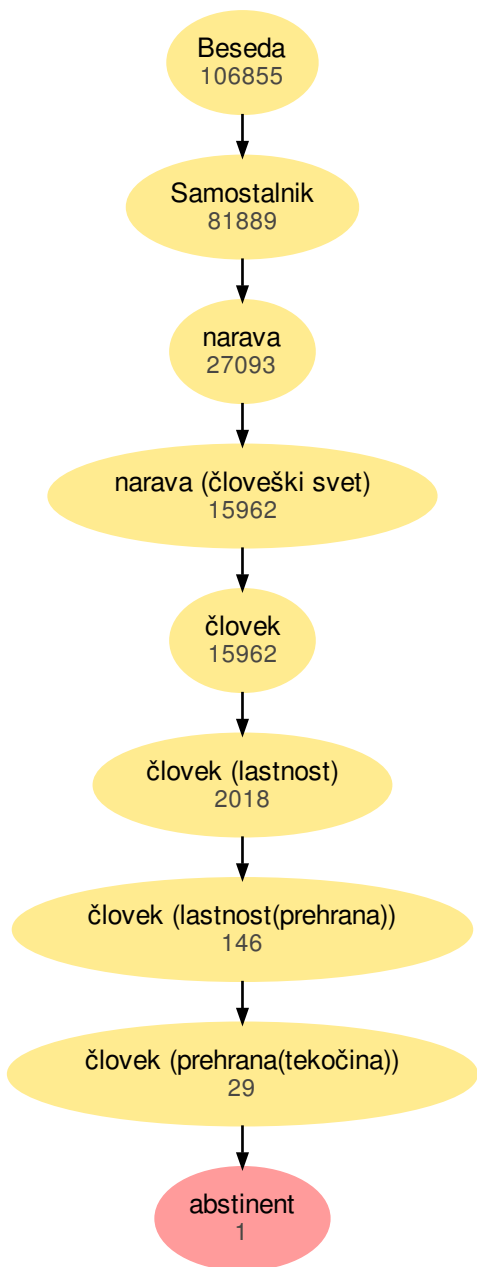 Beseda
106855
Samostalnik
81889
narava
27093
narava (človeški svet)
15962
človek
15962
človek (lastnost)
2018
človek (lastnost(prehrana))
146
človek (prehrana(tekočina))
29
abstinent
1